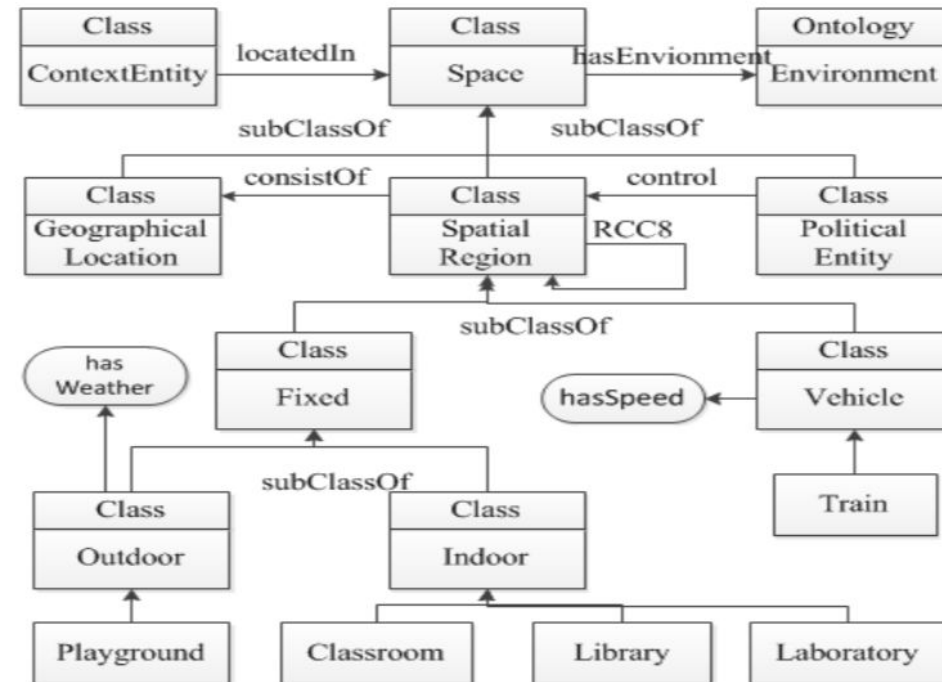 Class
ContextEntity
locatedIn
Class
Space
hasEnvionment
Ontology
Environment
subClassOf
subClassOf
Class
Geographical
Location
consistOf
Class
Spatial
Region
control
RCC8
Class
Political
Entity
subClassOf
has
Weather
Class
Fixed
hasSpeed
Class
Vehicle
subClassOf
Class
Outdoor
Class
Indoor
Train
Playground
Classroom
Library
Laboratory